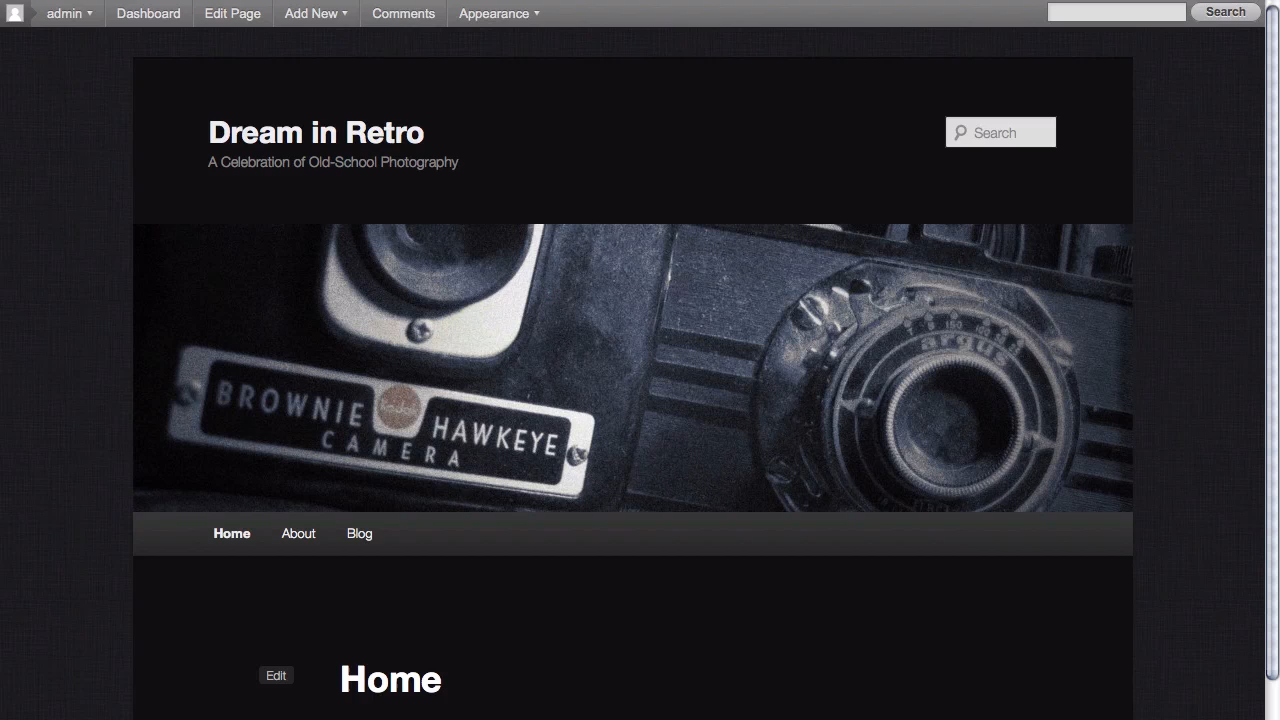 admin Dashboard Edit Page Add New Comments Appearance Search
Dream in Retro
Search
A Celebration of Old-School Photography
BROWNIE HAWKEYE
CAMERA
argus
Home About Blog
Edit Home